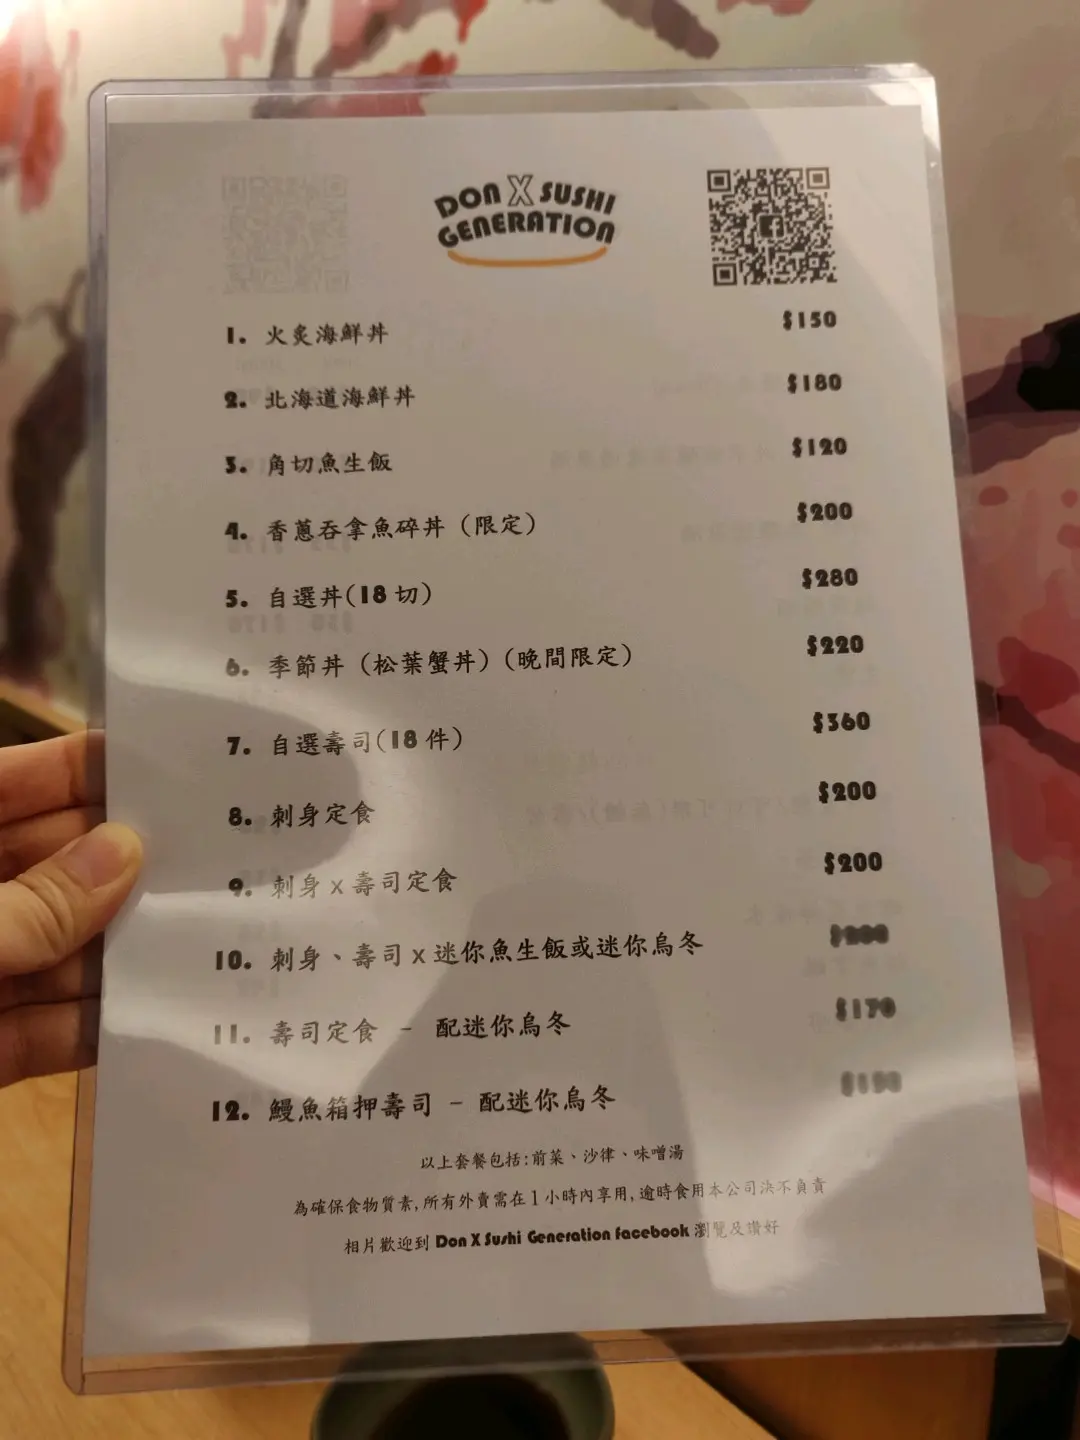 DON X SUSHI
GENERATION
1. 火炙海鮮丼 $150
2. 北海道海鮮丼 $180
3. 角切魚生飯 $120
4. 香蔥吞拿魚碎丼（限定） $200
5. 自選丼(18切) $280
6. 季節丼（松葉蟹丼）(晚間限定) $220
7. 自選壽司(18件) $360
8. 刺身定食 $200
9. 刺身 x 壽司定食 $200
10. 刺身、壽司 x 迷你魚生飯或迷你烏冬
11. 壽司定食 - 配迷你烏冬 $170
12. 鰻魚箱押壽司 - 配迷你烏冬
以上套餐包括:前菜、沙律、味噌湯
為確保食物質素,所有外賣需在1小時內享用,逾時食用本公司決不負責
相片歡迎到 Don X Sushi Generation Facebook 瀏覽及讚好